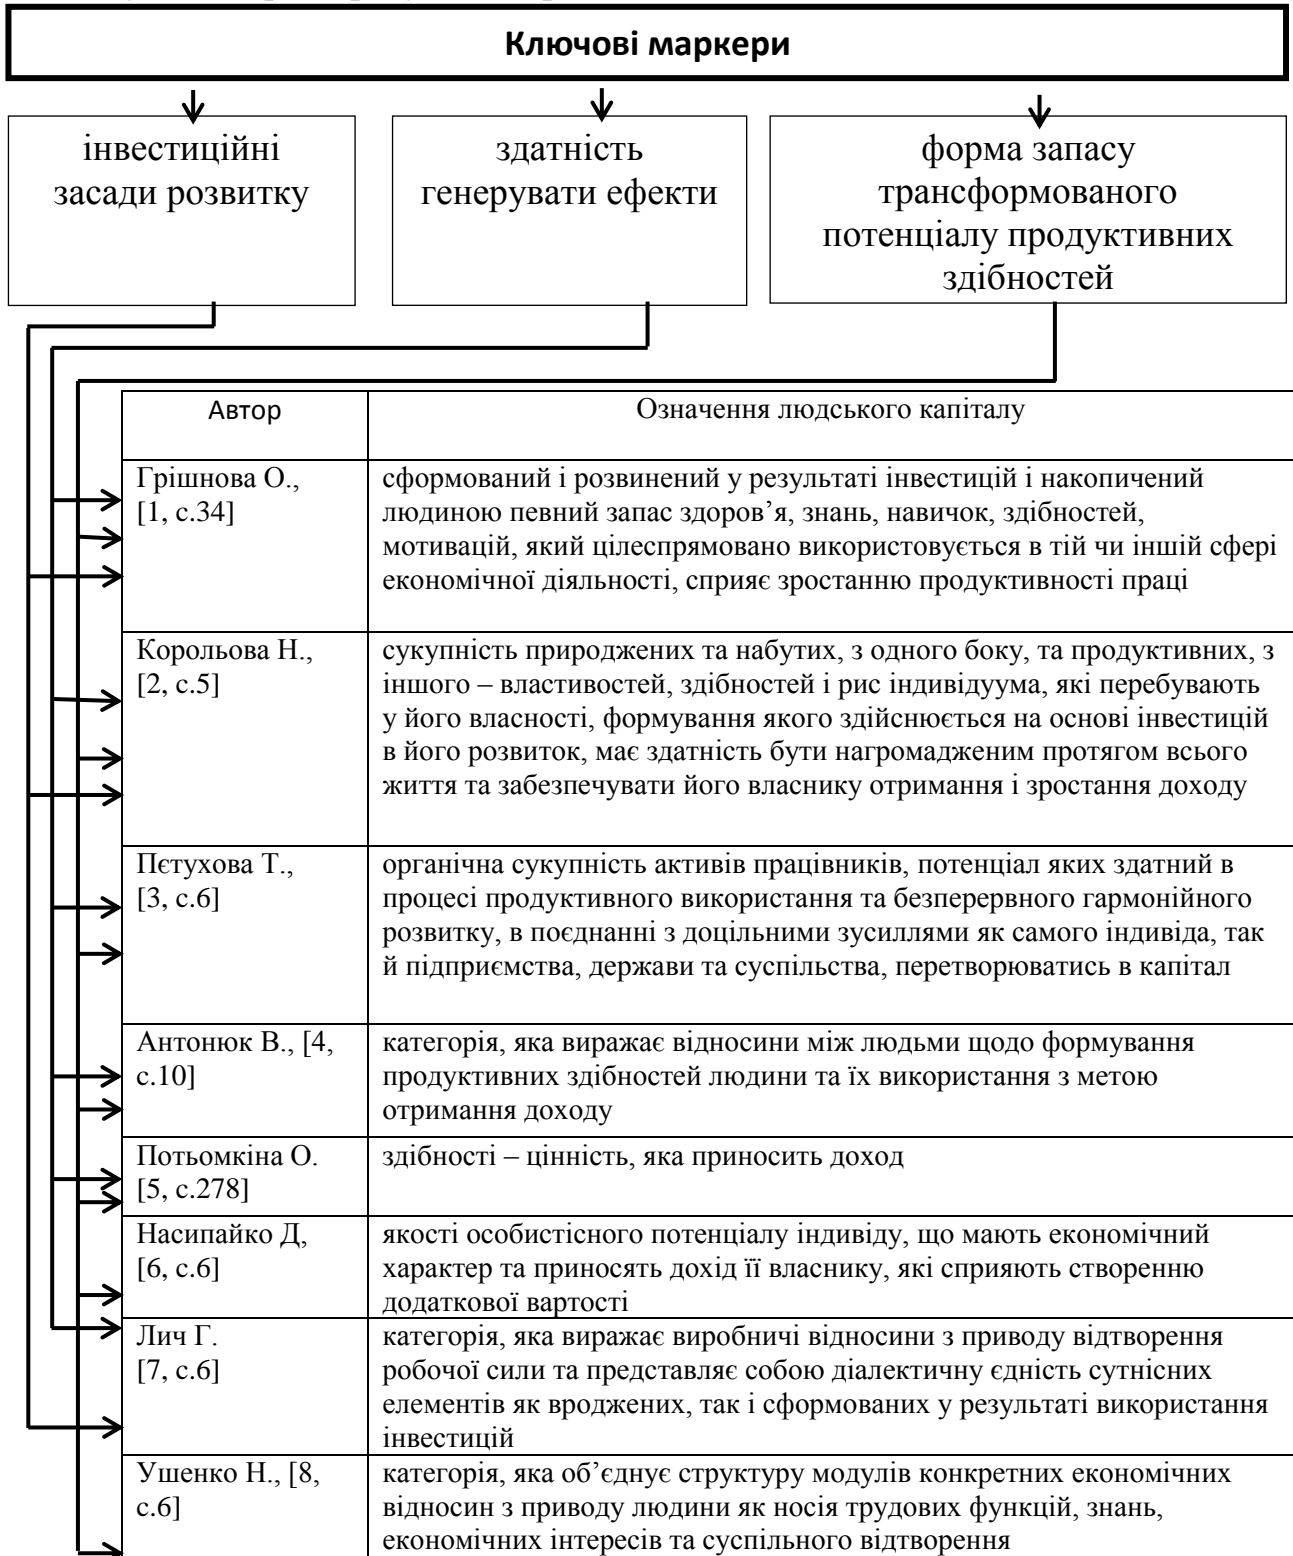 Ключові маркери
інвестиційні
засади розвитку
здатність
генерувати ефекти
форма запасу
трансформованого
потенціалу продуктивних
здібностей
Автор
Означення людського капіталу
Грішнова О.,
[1, с.34]
сформований і розвинений у результаті інвестицій і накопичений
людиною певний запас здоров’я, знань, навичок, здібностей,
мотивацій, який цілеспрямовано використовується в тій чи іншій сфері
економічної діяльності, сприяє зростанню продуктивності праці
Корольова Н.,
[2, с.5]
сукупність природжених та набутих, з одного боку, та продуктивних, з
іншого – властивостей, здібностей і рис індивідуума, які перебувають
у його власності, формування якого здійснюється на основі інвестицій
в його розвиток, має здатність бути нагромадженим протягом всього
життя та забезпечувати його власнику отримання і зростання доходу
Пєтухова Т.,
[3, с.6]
органічна сукупність активів працівників, потенціал яких здатний в
процесі продуктивного використання та безперервного гармонійного
розвитку, в поєднанні з доцільними зусиллями як самого індивіда, так
й підприємства, держави та суспільства, перетворюватись в капітал
Антонюк В., [4,
с.10]
категорія, яка виражає відносини між людьми щодо формування
продуктивних здібностей людини та їх використання з метою
отримання доходу
Потьомкіна О.
[5, с.278]
здібності – цінність, яка приносить доход
Насипайко Д,
[6, с.6]
якості особистісного потенціалу індивіду, що мають економічний
характер та приносять дохід її власнику, які сприяють створенню
додаткової вартості
Лич Г.
[7, с.6]
категорія, яка виражає виробничі відносини з приводу відтворення
робочої сили та представляє собою діалектичну єдність сутнісних
елементів як вроджених, так і сформованих у результаті використання
інвестицій
Ушенко Н., [8,
с.6]
категорія, яка об’єднує структуру модулів конкретних економічних
відносин з приводу людини як носія трудових функцій, знань,
економічних інтересів та суспільного відтворення